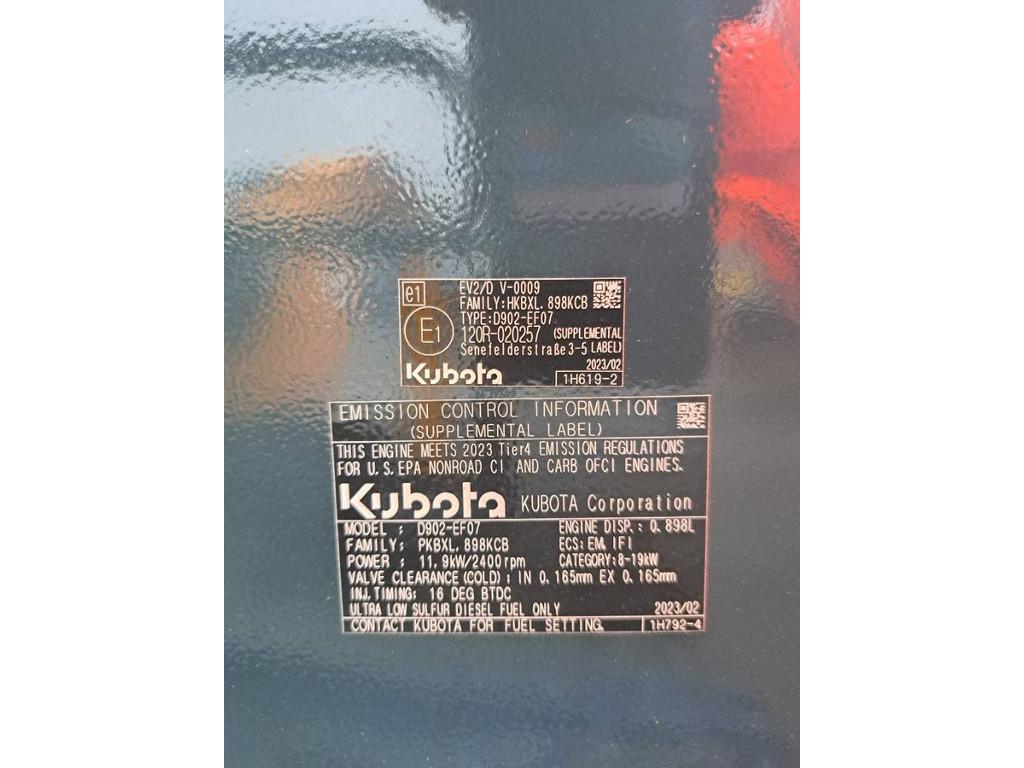 e1 EV2/D V-0009
FAMILY:HKBXL.898KCB
TYPE:D902-EF07
E1 120R-020257 (SUPPLEMENTAL
Senefelderstraße3-5 LABEL)
2023/02
Kubota 1H619-2
EMISSION CONTROL INFORMATION
(SUPPLEMENTAL LABEL)
THIS ENGINE MEETS 2023 Tier4 EMISSION REGULATIONS
FOR U.S.EPA NONROAD CI AND CARB OFCI ENGINES.
Kubota KUBOTA Corporation
MODEL : D902-EF07 ENGINE DISP.: 0.898L
FAMILY: PKBXL.898KCB ECS:EM,IFI
POWER : 11.9kW/2400rpm CATEGORY:8-19kW
VALVE CLEARANCE(COLD): IN 0.165mm EX 0.165mm
INJ.TIMING: 16 DEG BTDC
ULTRA LOW SULFUR DIESEL FUEL ONLY 2023/02
CONTACT KUBOTA FOR FUEL SETTING. 1H792-4